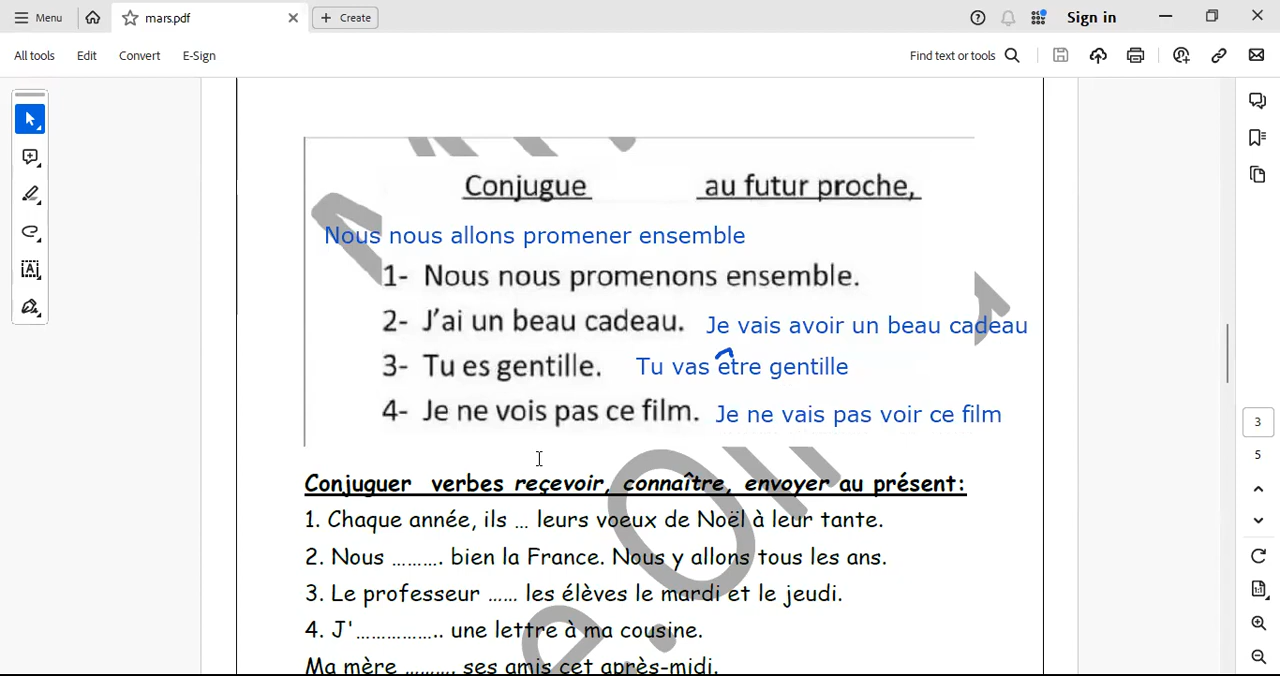 Menu mars.pdf Create Sign in
All tools Edit Convert E-Sign Find text or tools
Conjugue au futur proche,
Nous nous allons promener ensemble
1- Nous nous promenons ensemble.
2- J'ai un beau cadeau. Je vais avoir un beau cadeau
3- Tu es gentille. Tu vas être gentille
4- Je ne vois pas ce film. Je ne vais pas voir ce film
3
5
Conjuguer verbes reçevoir, connaître, envoyer au présent:
1. Chaque année, ils … leurs voeux de Noël à leur tante.
2. Nous ………. bien la France. Nous y allons tous les ans.
3. Le professeur …… les élèves le mardi et le jeudi.
4. J'…………….. une lettre à ma cousine.
Ma mère ………. ses amis cet après-midi.